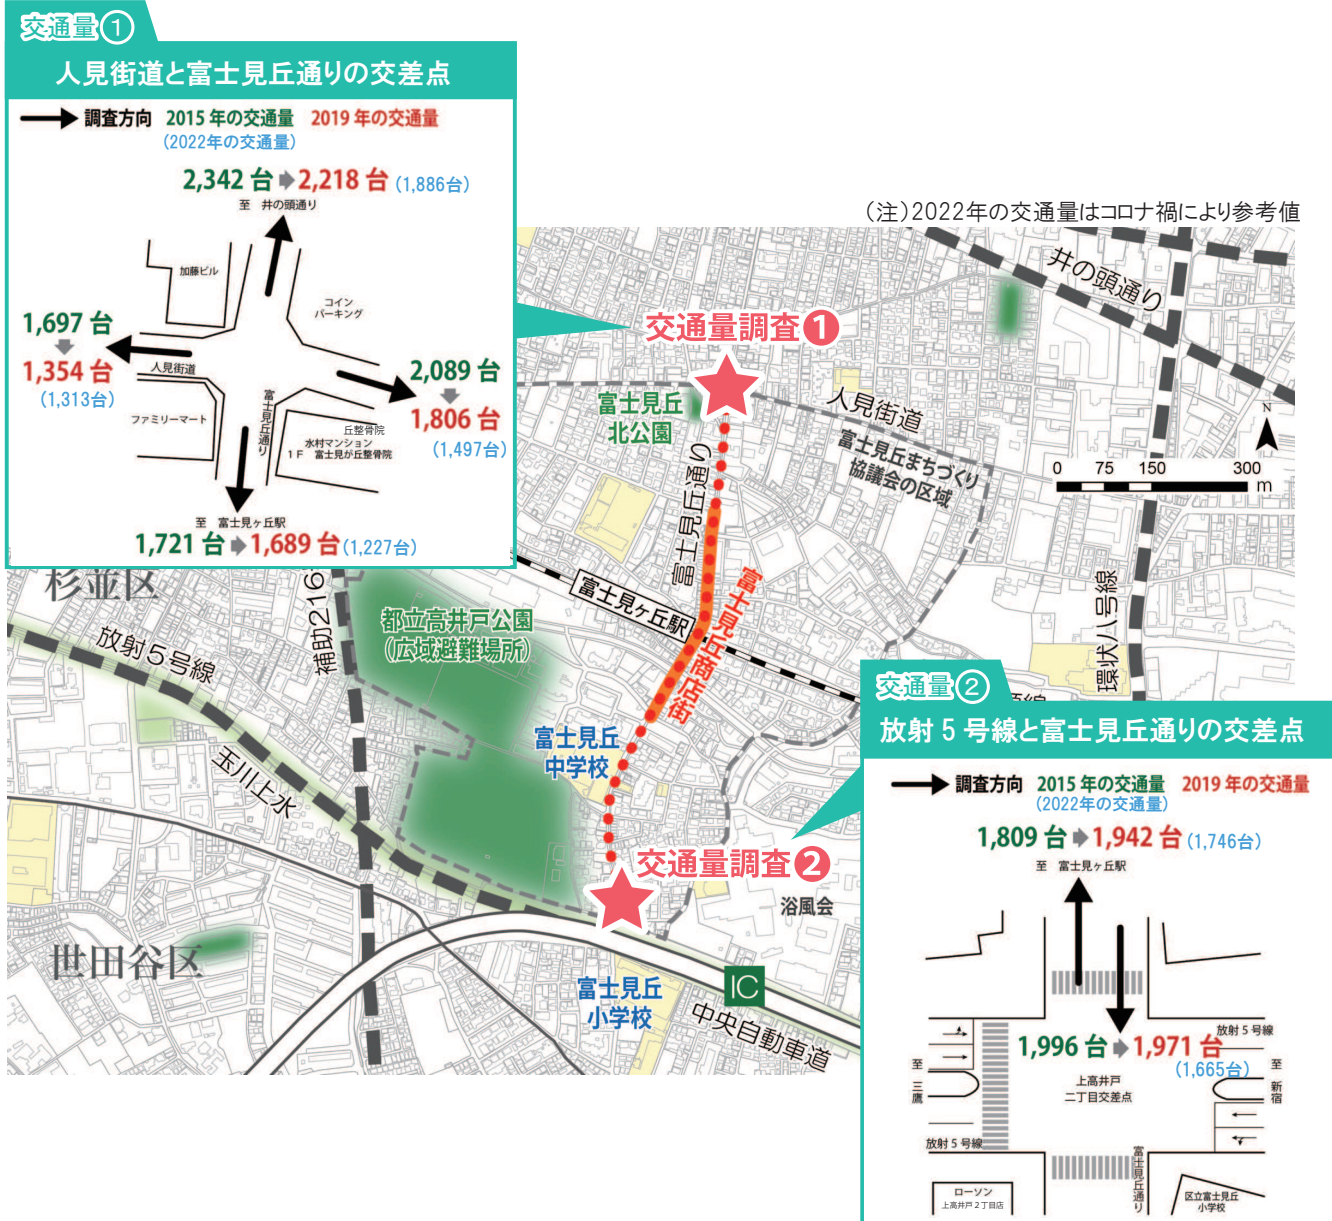 交通量①
人見街道と富士見丘通りの交差点
調査方向 2015年の交通量 2019年の交通量
(2022年の交通量)
2,342台 2,218台 (1,886台)
至 井の頭通り
加藤ビル
コイン
パーキング
1,697台
1,354台
(1,313台)
人見街道
2,089台
1,806台
(1,497台)
ファミリーマート
富士見丘通り
丘整骨院
水村マンション
1F 富士見が丘整骨院
至 富士見ヶ丘駅
1,721台 1,689台 (1,227台)
(注)2022年の交通量はコロナ禍により参考値
井の頭通り
交通量調査❶
富士見丘
北公園
人見街道
富士見丘まちづくり
協議会の区域
N
0 75 150 300
m
富士見丘通り
富士見ヶ丘駅
富士見丘商店街
環状八号線
杉並区
補助216
放射5号線
都立高井戸公園
(広域避難場所)
玉川上水
富士見丘
中学校
交通量調査❷
浴風会
世田谷区
富士見丘
小学校
IC
中央自動車道
交通量②
放射5号線と富士見丘通りの交差点
調査方向 2015年の交通量 2019年の交通量
(2022年の交通量)
1,809台 1,942台 (1,746台)
至 富士見ヶ丘駅
放射5号線
1,996台 1,971台
(1,665台)
至 三鷹
上高井戸
二丁目交差点
至 新宿
放射5号線
富士見丘通り
ローソン
上高井戸2丁目店
区立富士見丘
小学校